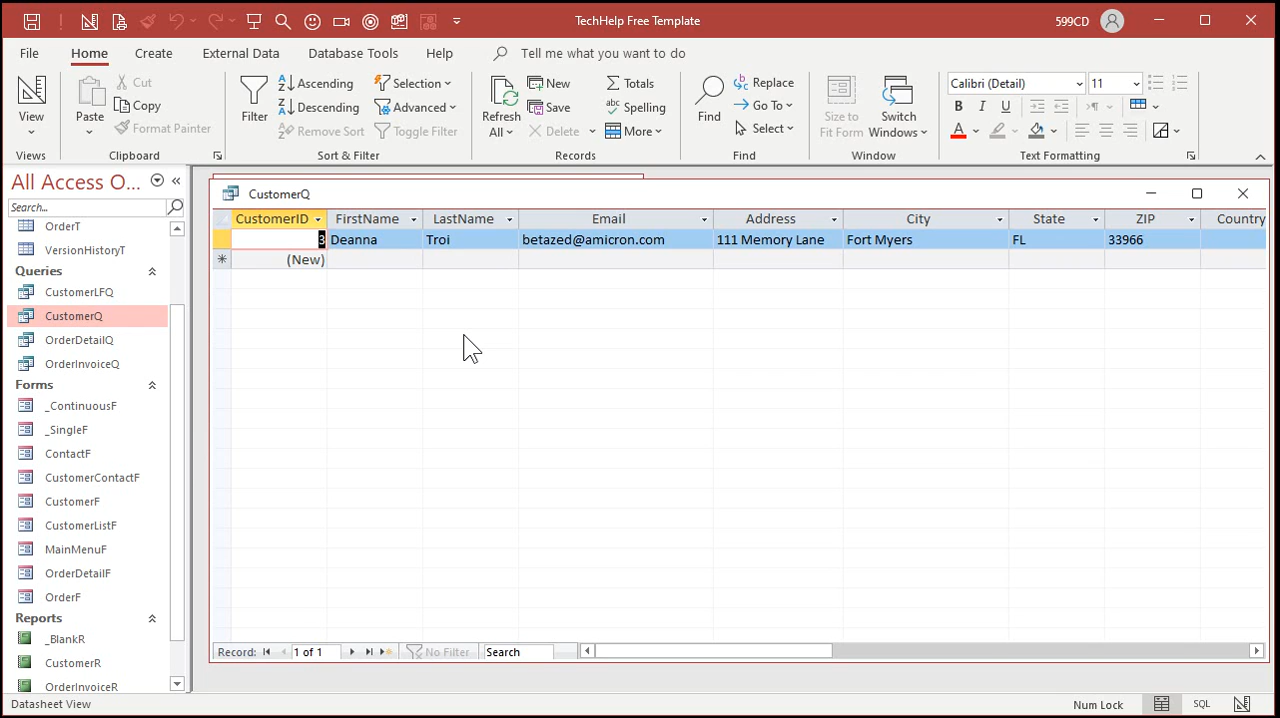 TechHelp Free Template
599CD
File Home Create External Data Database Tools Help Tell me what you want to do
View
Views
Paste
Cut
Copy
Format Painter
Clipboard
Filter
Ascending
Descending
Remove Sort
Selection
Advanced
Toggle Filter
Sort & Filter
Refresh
All
New
Save
Delete
Totals
Spelling
More
Records
Find
Replace
Go To
Select
Find
Size to
Fit Form
Switch
Windows
Window
Calibri (Detail) 11
B I U
A
Text Formatting
All Access O...
Search...
OrderT
VersionHistoryT
Queries
CustomerLFQ
CustomerQ
OrderDetailQ
OrderInvoiceQ
Forms
_ContinuousF
_SingleF
ContactF
CustomerContactF
CustomerF
CustomerListF
MainMenuF
OrderDetailF
OrderF
Reports
_BlankR
CustomerR
OrderInvoiceR
CustomerQ
CustomerID FirstName LastName Email Address City State ZIP Country
3 Deanna Troi betazed@amicron.com 111 Memory Lane Fort Myers FL 33966
* (New)
Record: 1 of 1 No Filter Search
Datasheet View
Num Lock SQL